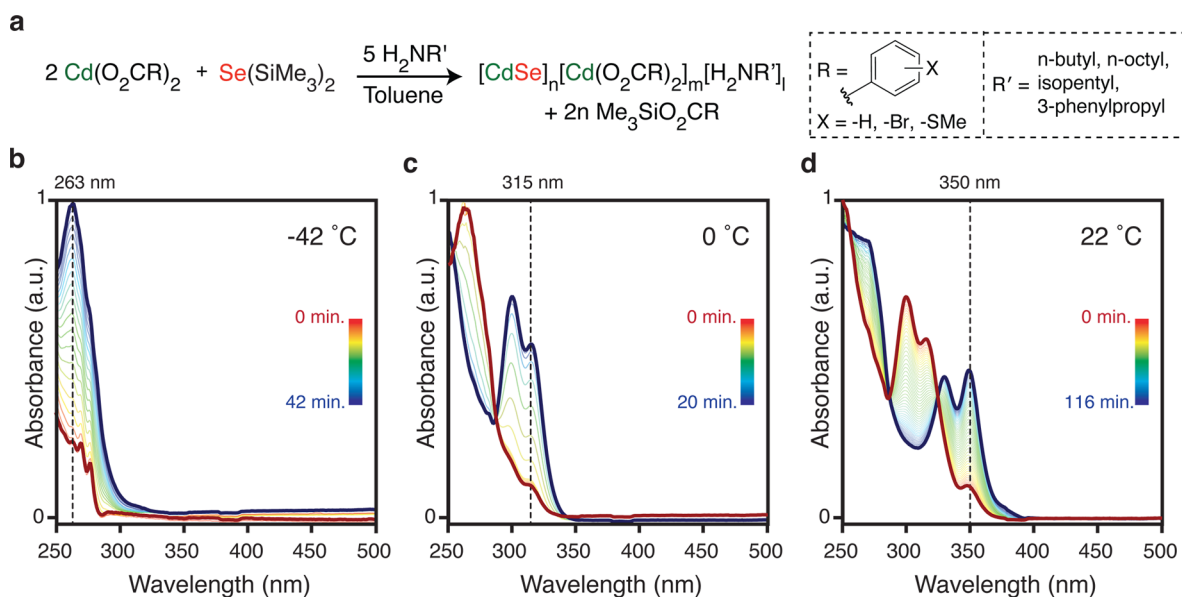 a
2 Cd(O₂CR)₂ + Se(SiMe₃)₂
5 H₂NR'
Toluene
[CdSe]ₙ[Cd(O₂CR)₂]ₘ[H₂NR']ₗ
+ 2n Me₃SiO₂CR
R =
X
X = -H, -Br, -SMe
R' =
n-butyl, n-octyl,
isopentyl,
3-phenylpropyl
b
263 nm
1
-42 °C
0 min.
42 min.
0
Absorbance (a.u.)
250 300 350 400 450 500
Wavelength (nm)
c
315 nm
1
0 °C
0 min.
20 min.
0
Absorbance (a.u.)
250 300 350 400 450 500
Wavelength (nm)
d
350 nm
1
22 °C
0 min.
116 min.
0
Absorbance (a.u.)
250 300 350 400 450 500
Wavelength (nm)